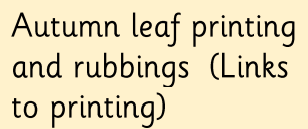 Autumn leaf printing
and rubbings  (Links
to printing)